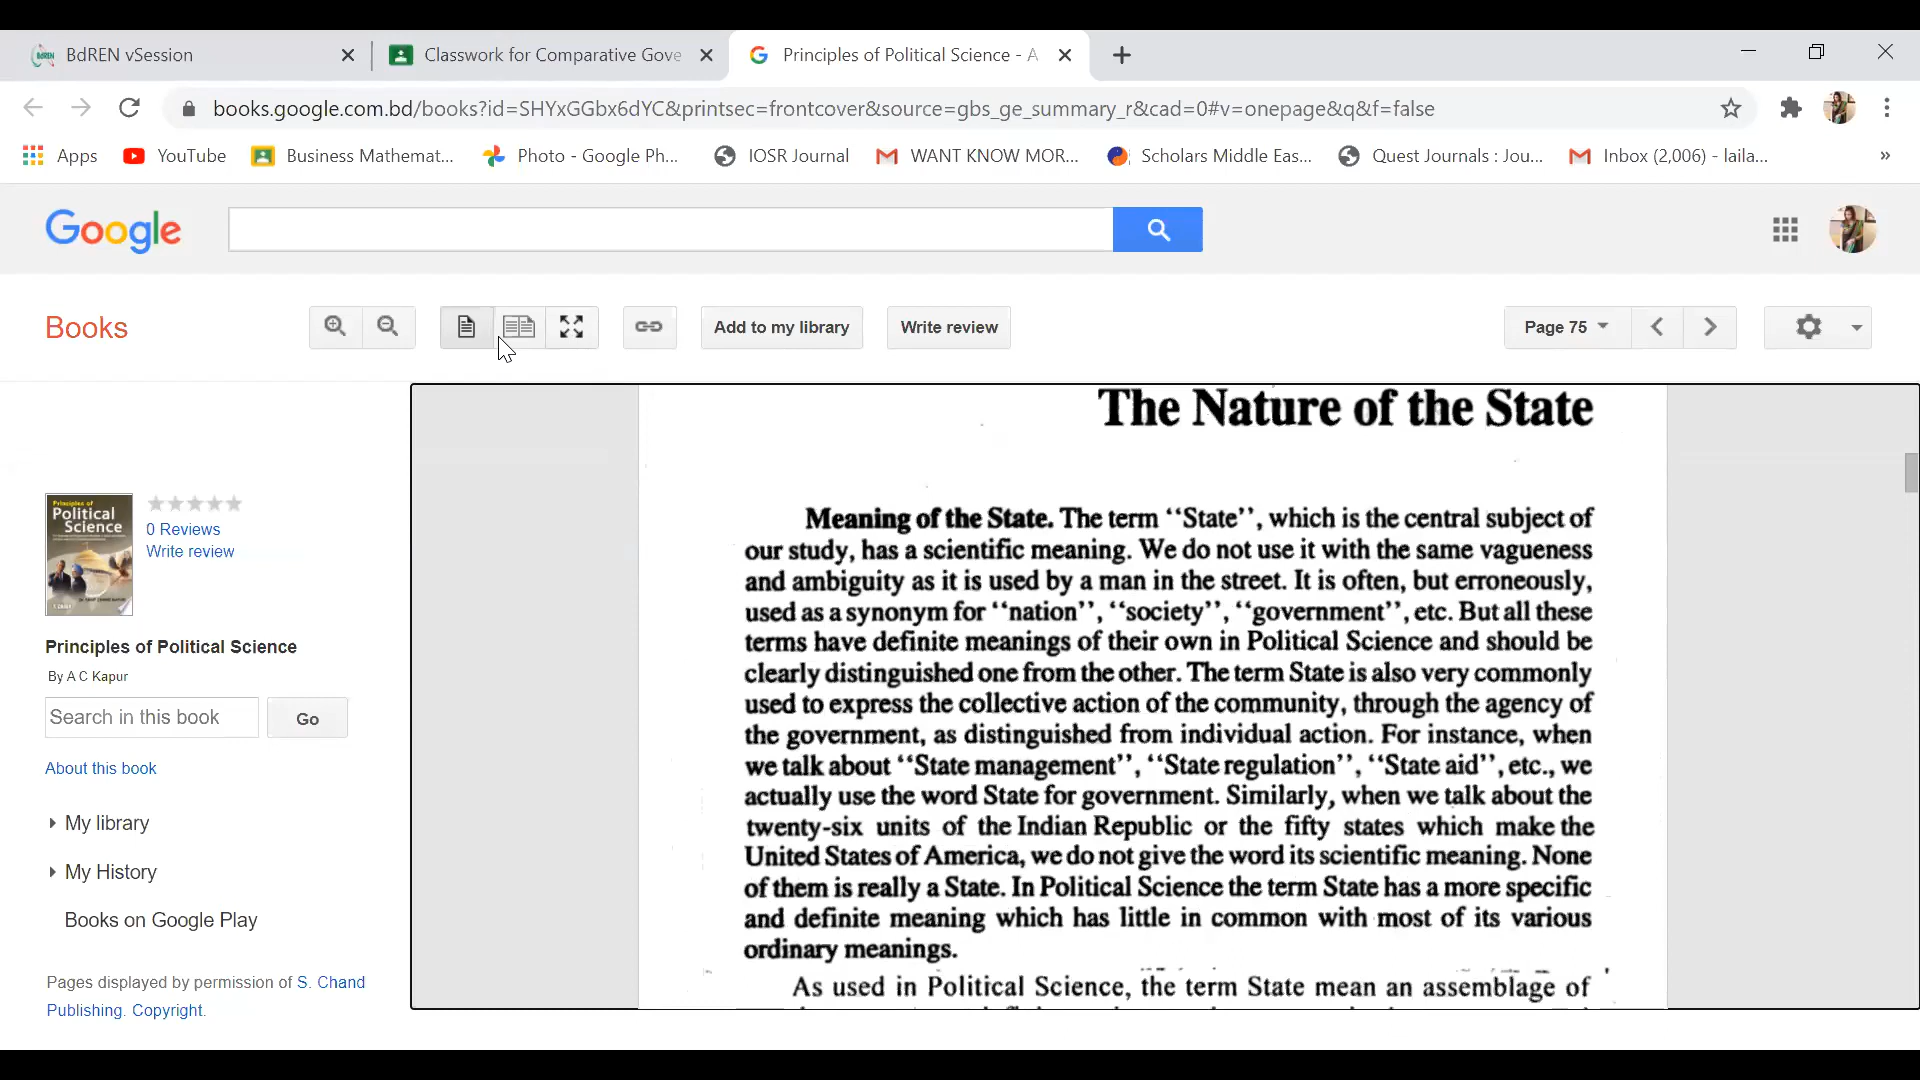 BdREN vSession
Classwork for Comparative Gove
Principles of Political Science - A
books.google.com.bd/books?id=SHYxGGbx6dYC&printsec=frontcover&source=gbs_ge_summary_r&cad=0#v=onepage&q&f=false
Apps YouTube Business Mathemat... Photo - Google Ph... IOSR Journal WANT KNOW MOR... Scholars Middle Eas... Quest Journals : Jou... Inbox (2,006) - laila... »
Google
Books
Add to my library
Write review
Page 75
Principles of
Political
Science
0 Reviews
Write review
Principles of Political Science
By A C Kapur
Search in this book
Go
About this book
My library
My History
Books on Google Play
Pages displayed by permission of S. Chand
Publishing. Copyright.
The Nature of the State
Meaning of the State. The term ‘‘State’’, which is the central subject of
our study, has a scientific meaning. We do not use it with the same vagueness
and ambiguity as it is used by a man in the street. It is often, but erroneously,
used as a synonym for ‘‘nation’’, ‘‘society’’, ‘‘government’’, etc. But all these
terms have definite meanings of their own in Political Science and should be
clearly distinguished one from the other. The term State is also very commonly
used to express the collective action of the community, through the agency of
the government, as distinguished from individual action. For instance, when
we talk about ‘‘State management’’, ‘‘State regulation’’, ‘‘State aid’’, etc., we
actually use the word State for government. Similarly, when we talk about the
twenty-six units of the Indian Republic or the fifty states which make the
United States of America, we do not give the word its scientific meaning. None
of them is really a State. In Political Science the term State has a more specific
and definite meaning which has little in common with most of its various
ordinary meanings.
As used in Political Science, the term State mean an assemblage of